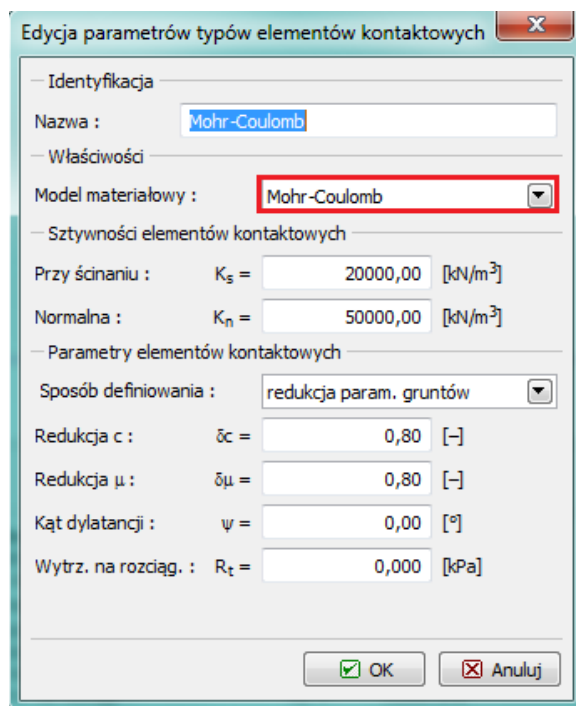 Edycja parametrów typów elementów kontaktowych
Identyfikacja
Nazwa : Mohr-Coulomb
Właściwości
Model materiałowy : Mohr-Coulomb
Sztywności elementów kontaktowych
Przy ścinaniu : Kₛ = 20000,00 [kN/m³]
Normalna : Kₙ = 50000,00 [kN/m³]
Parametry elementów kontaktowych
Sposób definiowania : redukcja param. gruntów
Redukcja c : δc = 0,80 [–]
Redukcja μ : δμ = 0,80 [–]
Kąt dylatancji : ψ = 0,00 [°]
Wytrz. na rozciąg. : Rₜ = 0,000 [kPa]
OK Anuluj